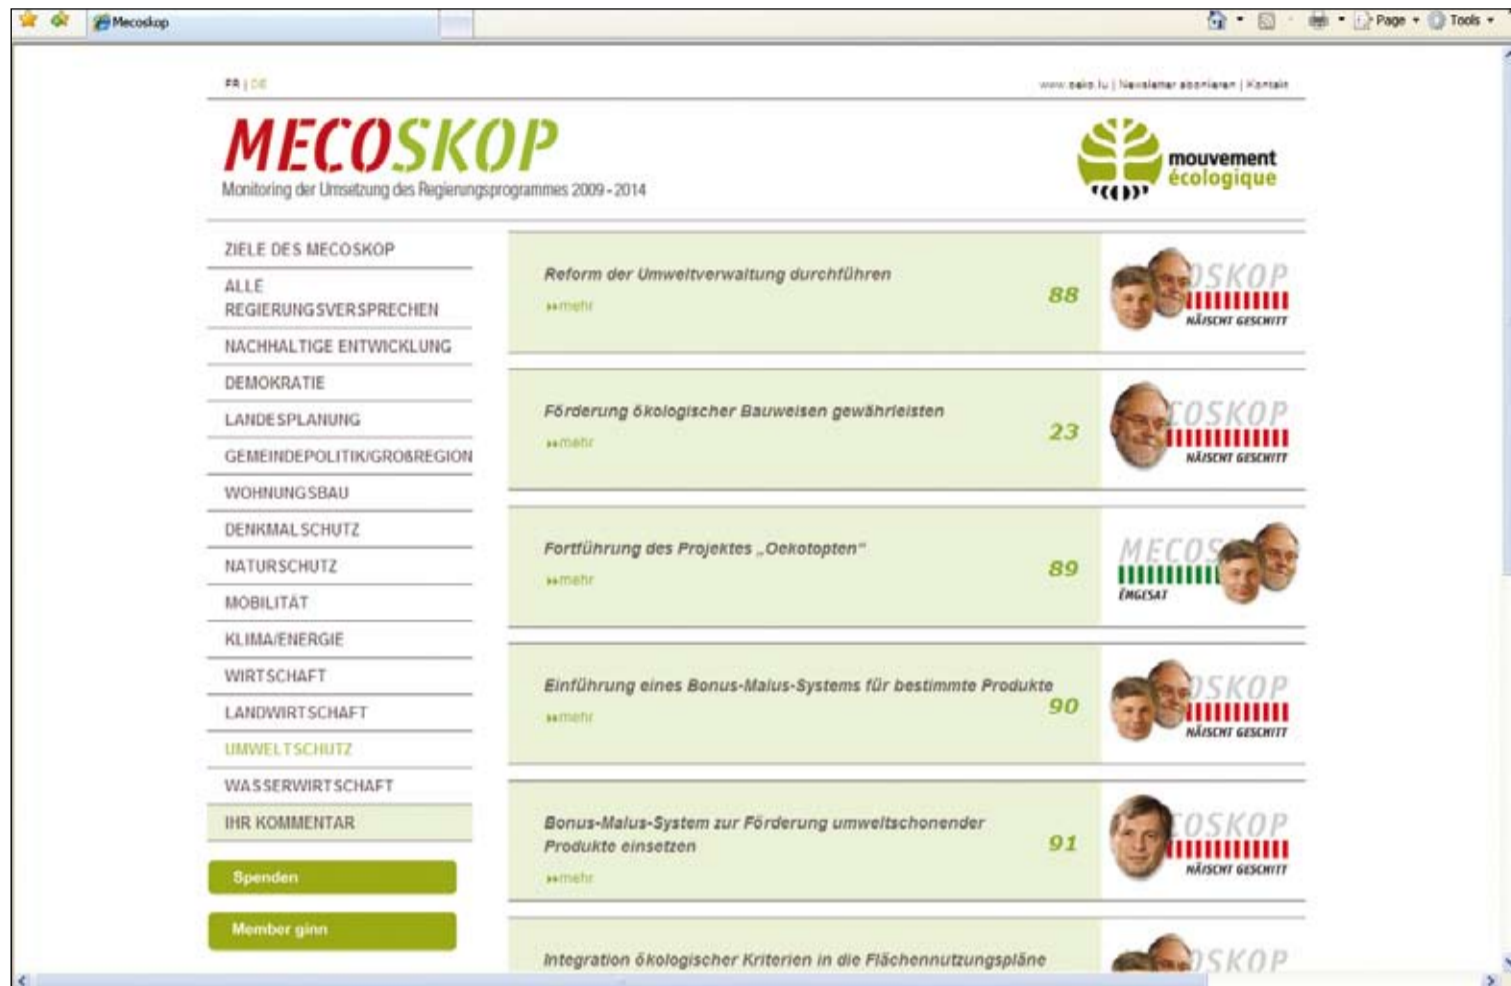 Mecoskop
Page
Tools
FR | DE
www.oeko.lu | Newsletter abonnieren | Kontakt
MECOSKOP
Monitoring der Umsetzung des Regierungsprogrammes 2009 - 2014
mouvement
écologique
ZIELE DES MECOSKOP
ALLE
REGIERUNGSVERSPRECHEN
NACHHALTIGE ENTWICKLUNG
DEMOKRATIE
LANDESPLANUNG
GEMEINDEPOLITIK/GROßREGION
WOHNUNGSBAU
DENKMALSCHUTZ
NATURSCHUTZ
MOBILITÄT
KLIMA/ENERGIE
WIRTSCHAFT
LANDWIRTSCHAFT
UMWELTSCHUTZ
WASSERWIRTSCHAFT
IHR KOMMENTAR
Spenden
Member ginn
Reform der Umweltverwaltung durchführen
mehr
88
OSKOP
NÄISCHT GESCHITT
Förderung ökologischer Bauweisen gewährleisten
mehr
23
COSKOP
NÄISCHT GESCHITT
Fortführung des Projektes „Oekotopten“
mehr
89
MECOS
ËMGESAT
Einführung eines Bonus-Malus-Systems für bestimmte Produkte
mehr
90
OSKOP
NÄISCHT GESCHITT
Bonus-Malus-System zur Förderung umweltschonender
Produkte einsetzen
mehr
91
COSKOP
NÄISCHT GESCHITT
Integration ökologischer Kriterien in die Flächennutzungspläne
OSKOP